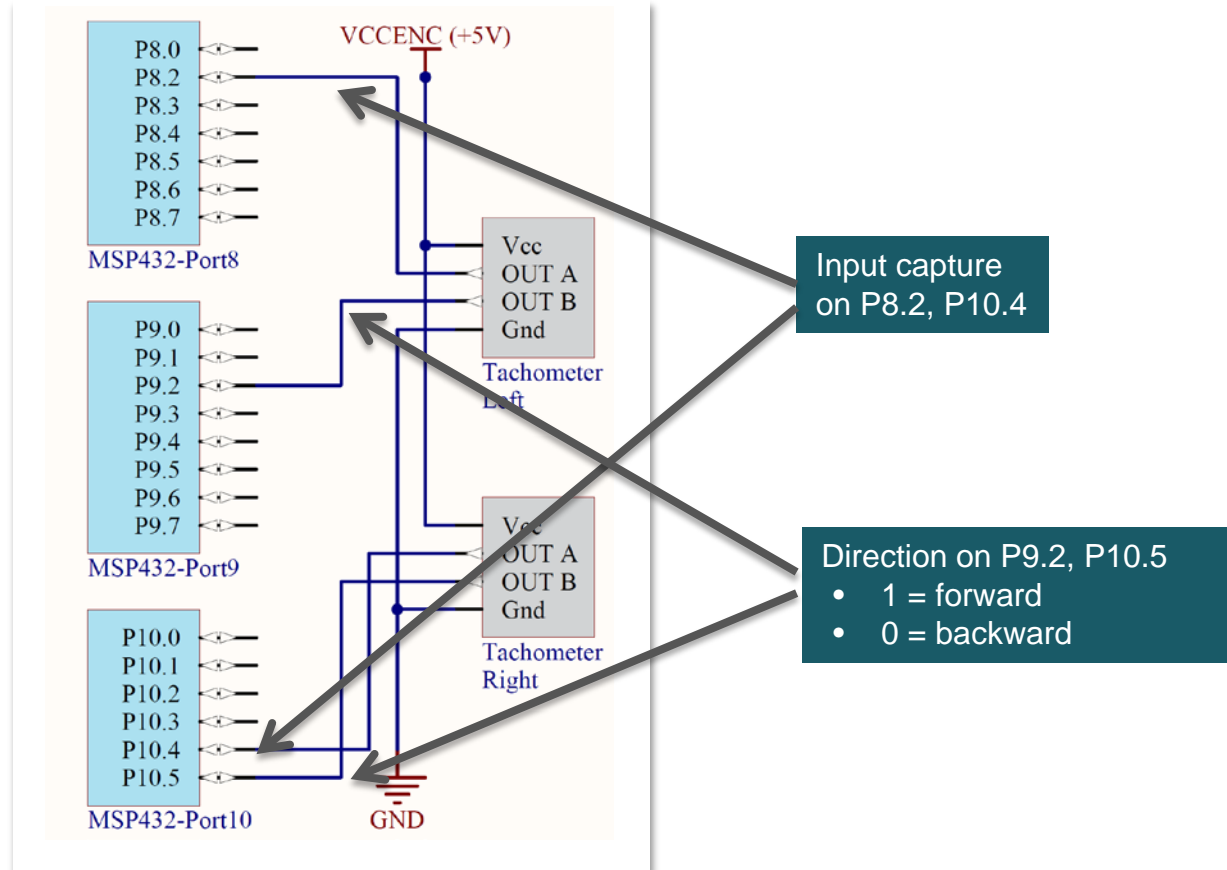 VCCENC (+5V)
P8.0
P8.2
P8.3
P8.4
P8.5
P8.6
P8.7
MSP432-Port8
Vcc
OUT A
OUT B
Gnd
Tachometer
Left
P9.0
P9.1
P9.2
P9.3
P9.4
P9.5
P9.6
P9.7
MSP432-Port9
Vcc
OUT A
OUT B
Gnd
Tachometer
Right
P10.0
P10.1
P10.2
P10.3
P10.4
P10.5
MSP432-Port10
GND
Input capture
on P8.2, P10.4
Direction on P9.2, P10.5
• 1 = forward
• 0 = backward